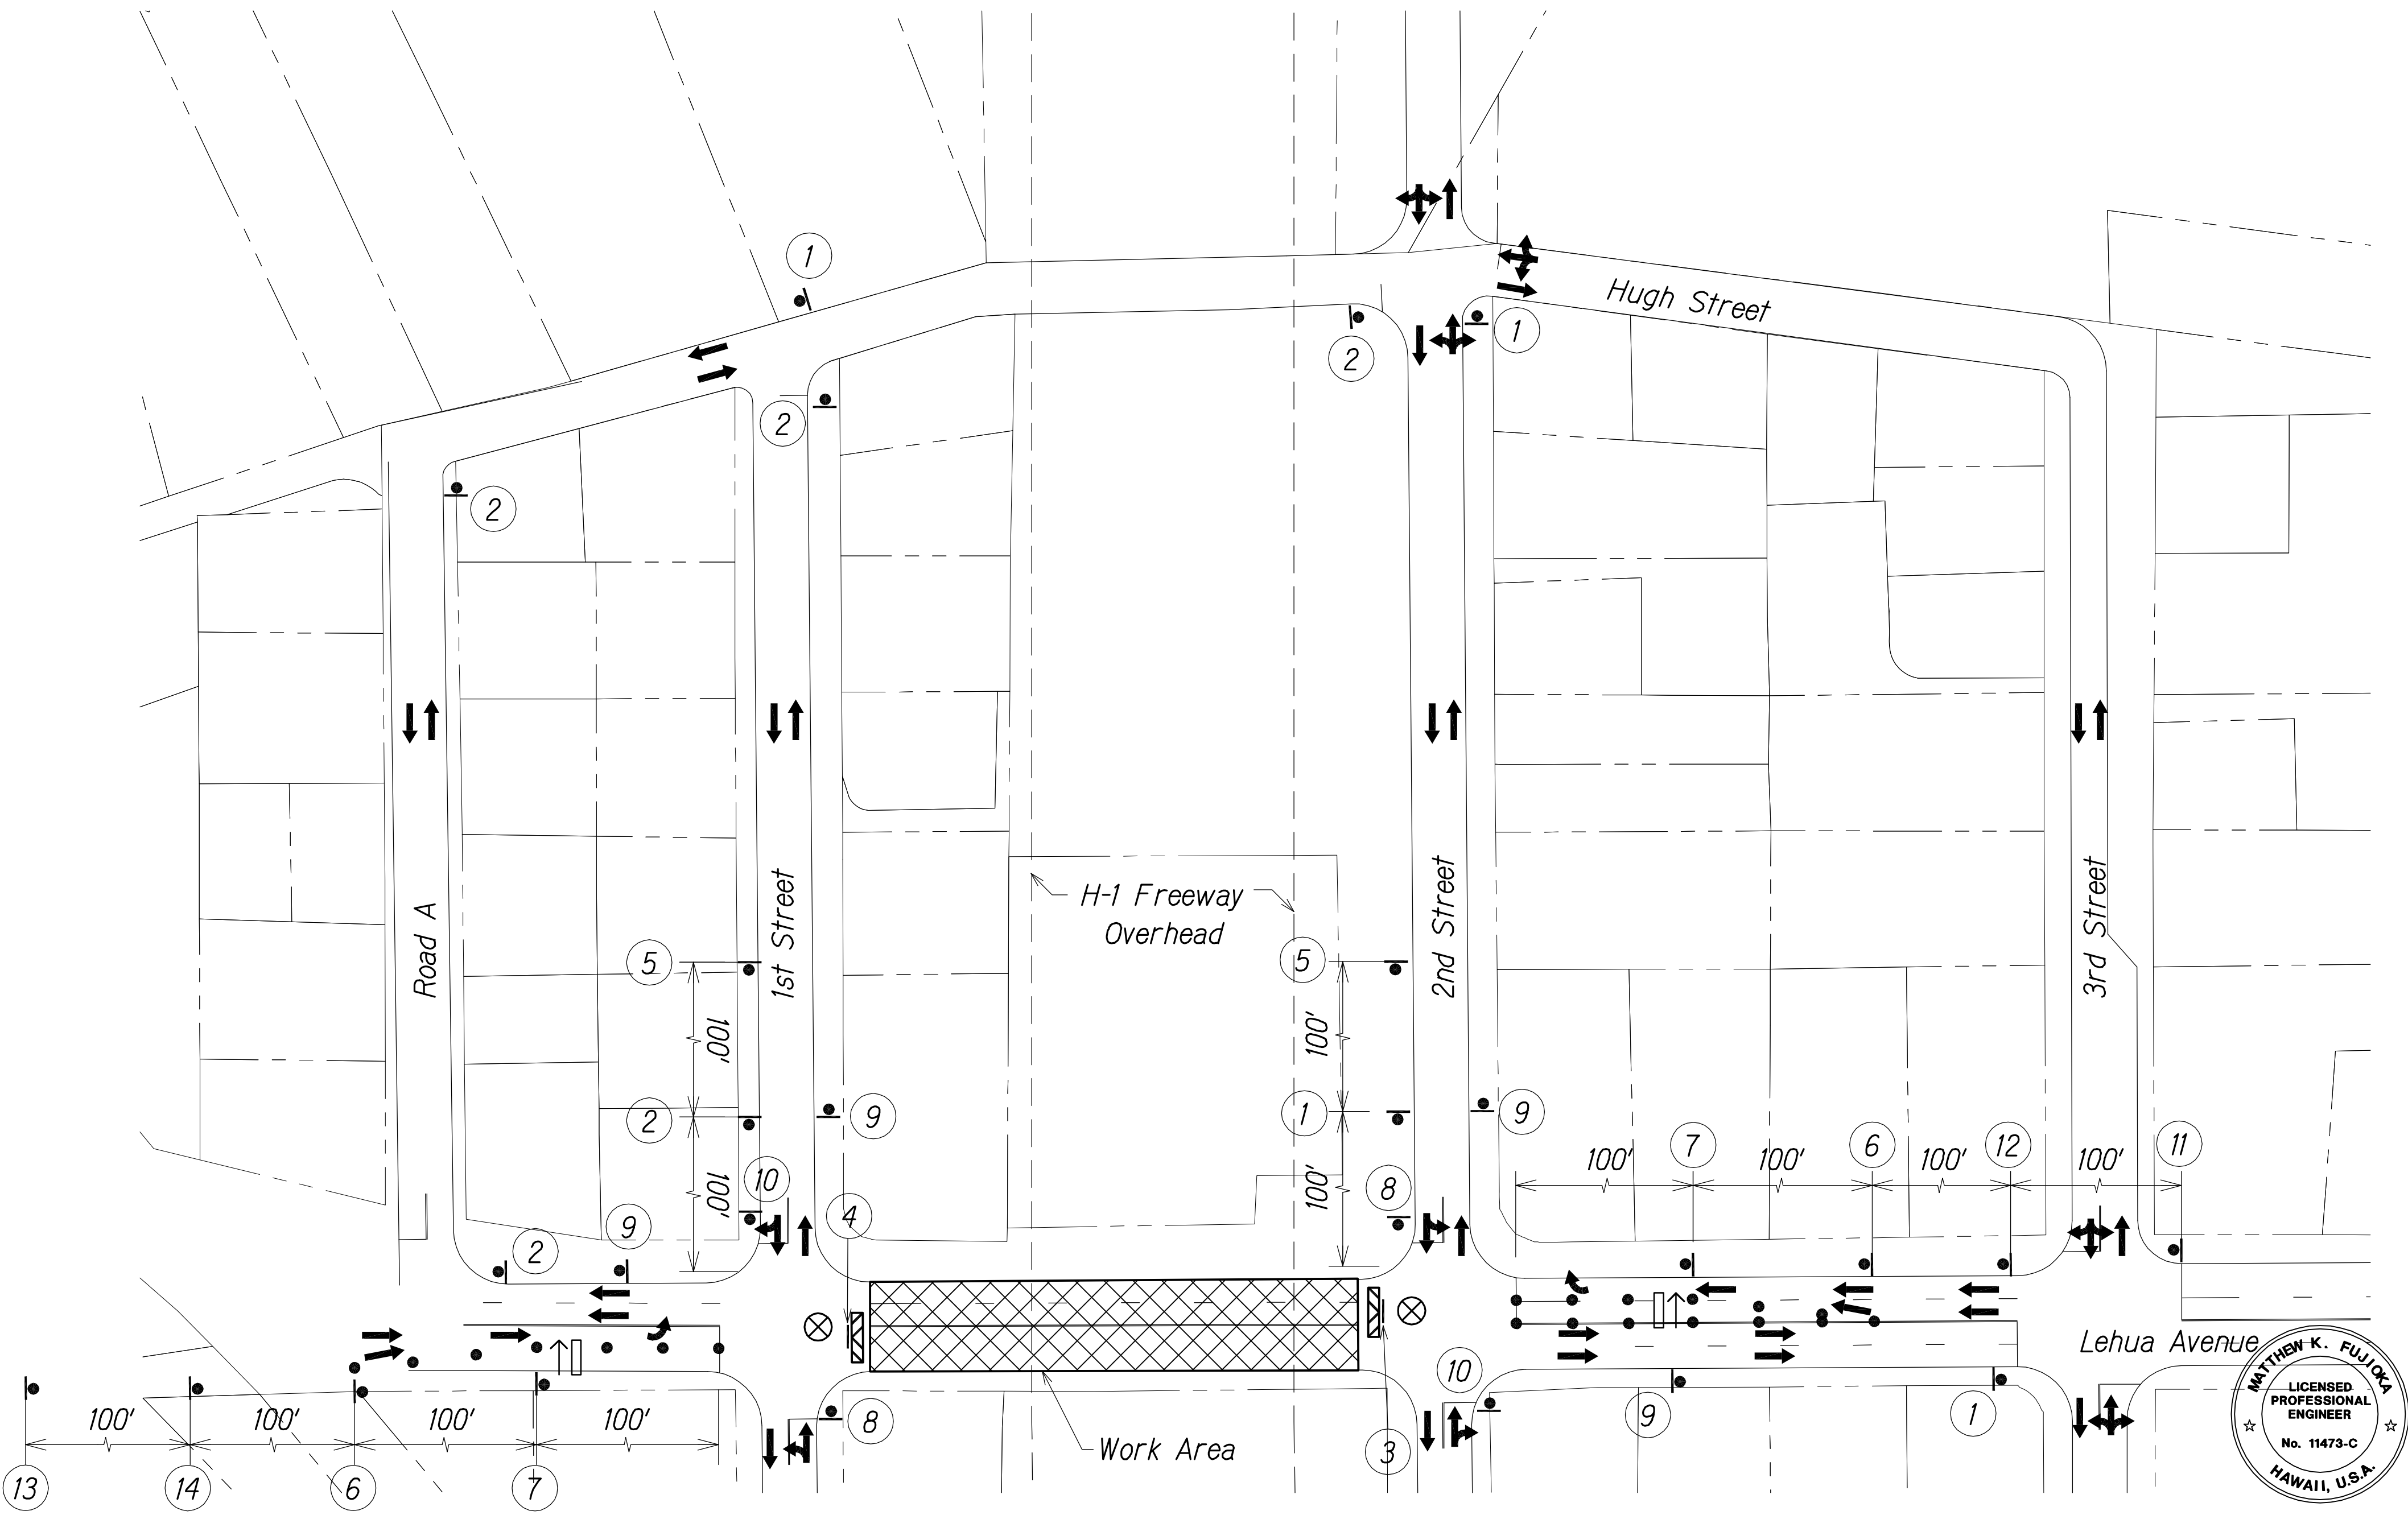 1
Hugh Street
1
2
2
2
H-1 Freeway
Overhead
Road A
1st Street
2nd Street
3rd Street
5
5
100'
100'
2
9
1
9
7
6
12
11
100'
100'
100'
100'
10
100'
8
100'
4
9
2
Lehua Avenue
10
9
1
8
Work Area
3
100'
100'
100'
100'
13
14
6
7
MATTHEW K. FUJIOKA
LICENSED
PROFESSIONAL
ENGINEER
No. 11473-C
HAWAII, U.S.A.